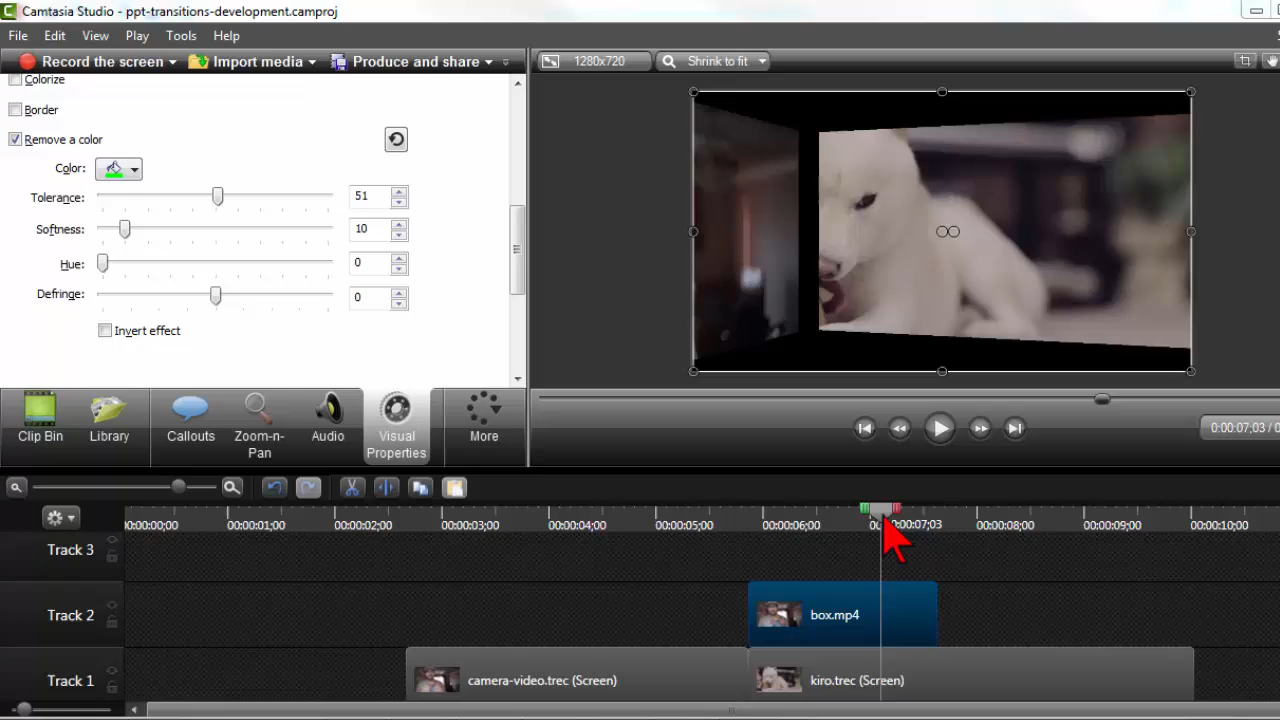 Camtasia Studio - ppt-transitions-development.camproj
File Edit View Play Tools Help
Record the screen Import media Produce and share 1280x720 Shrink to fit
Colorize
Border
Remove a color
Color:
Tolerance: 51
Softness: 10
Hue: 0
Defringe: 0
Invert effect
Clip Bin Library Callouts Zoom-n-Pan Audio Visual Properties More
0:00:07,03 / 0
00:00:00;00 00:00:01;00 00:00:02;00 00:00:03;00 00:00:04;00 00:00:05;00 00:00:06;00 0:00:07;03 00:00:08;00 00:00:09;00 00:00:10;00
Track 3
Track 2 box.mp4
Track 1 camera-video.trec (Screen) kiro.trec (Screen)